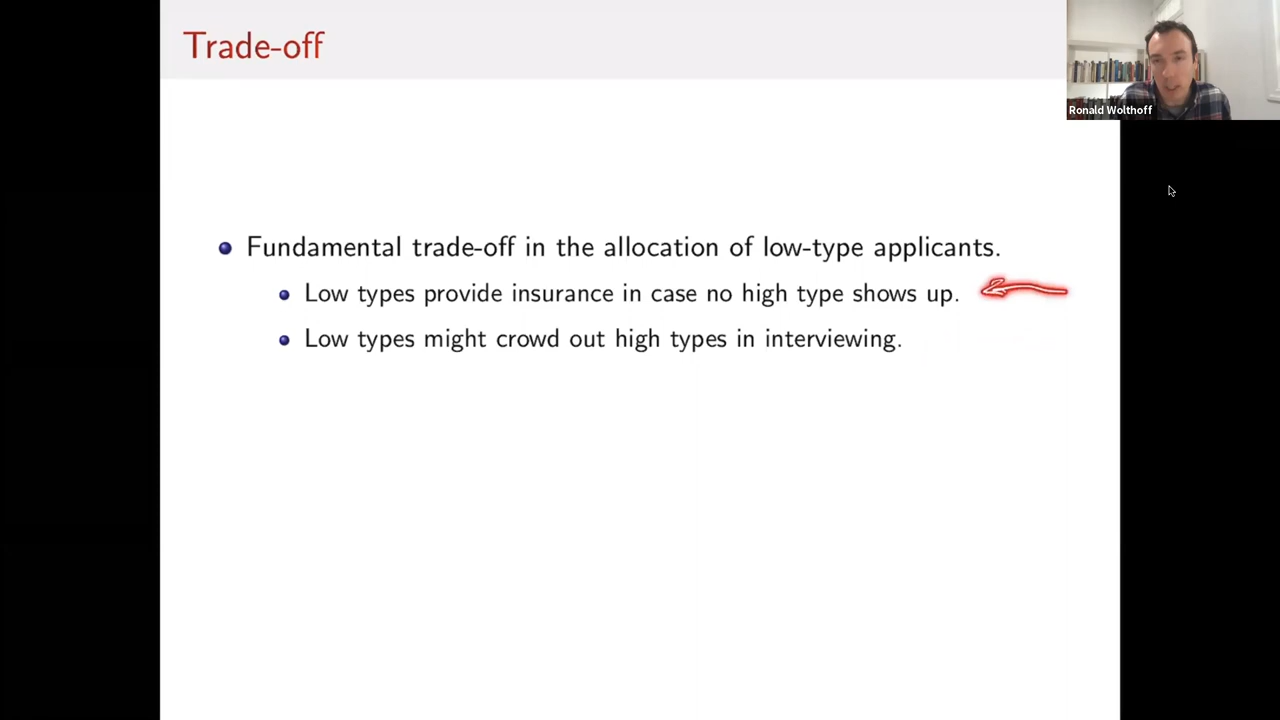 Trade-off
Ronald Wolthoff
Fundamental trade-off in the allocation of low-type applicants.
Low types provide insurance in case no high type shows up.
Low types might crowd out high types in interviewing.